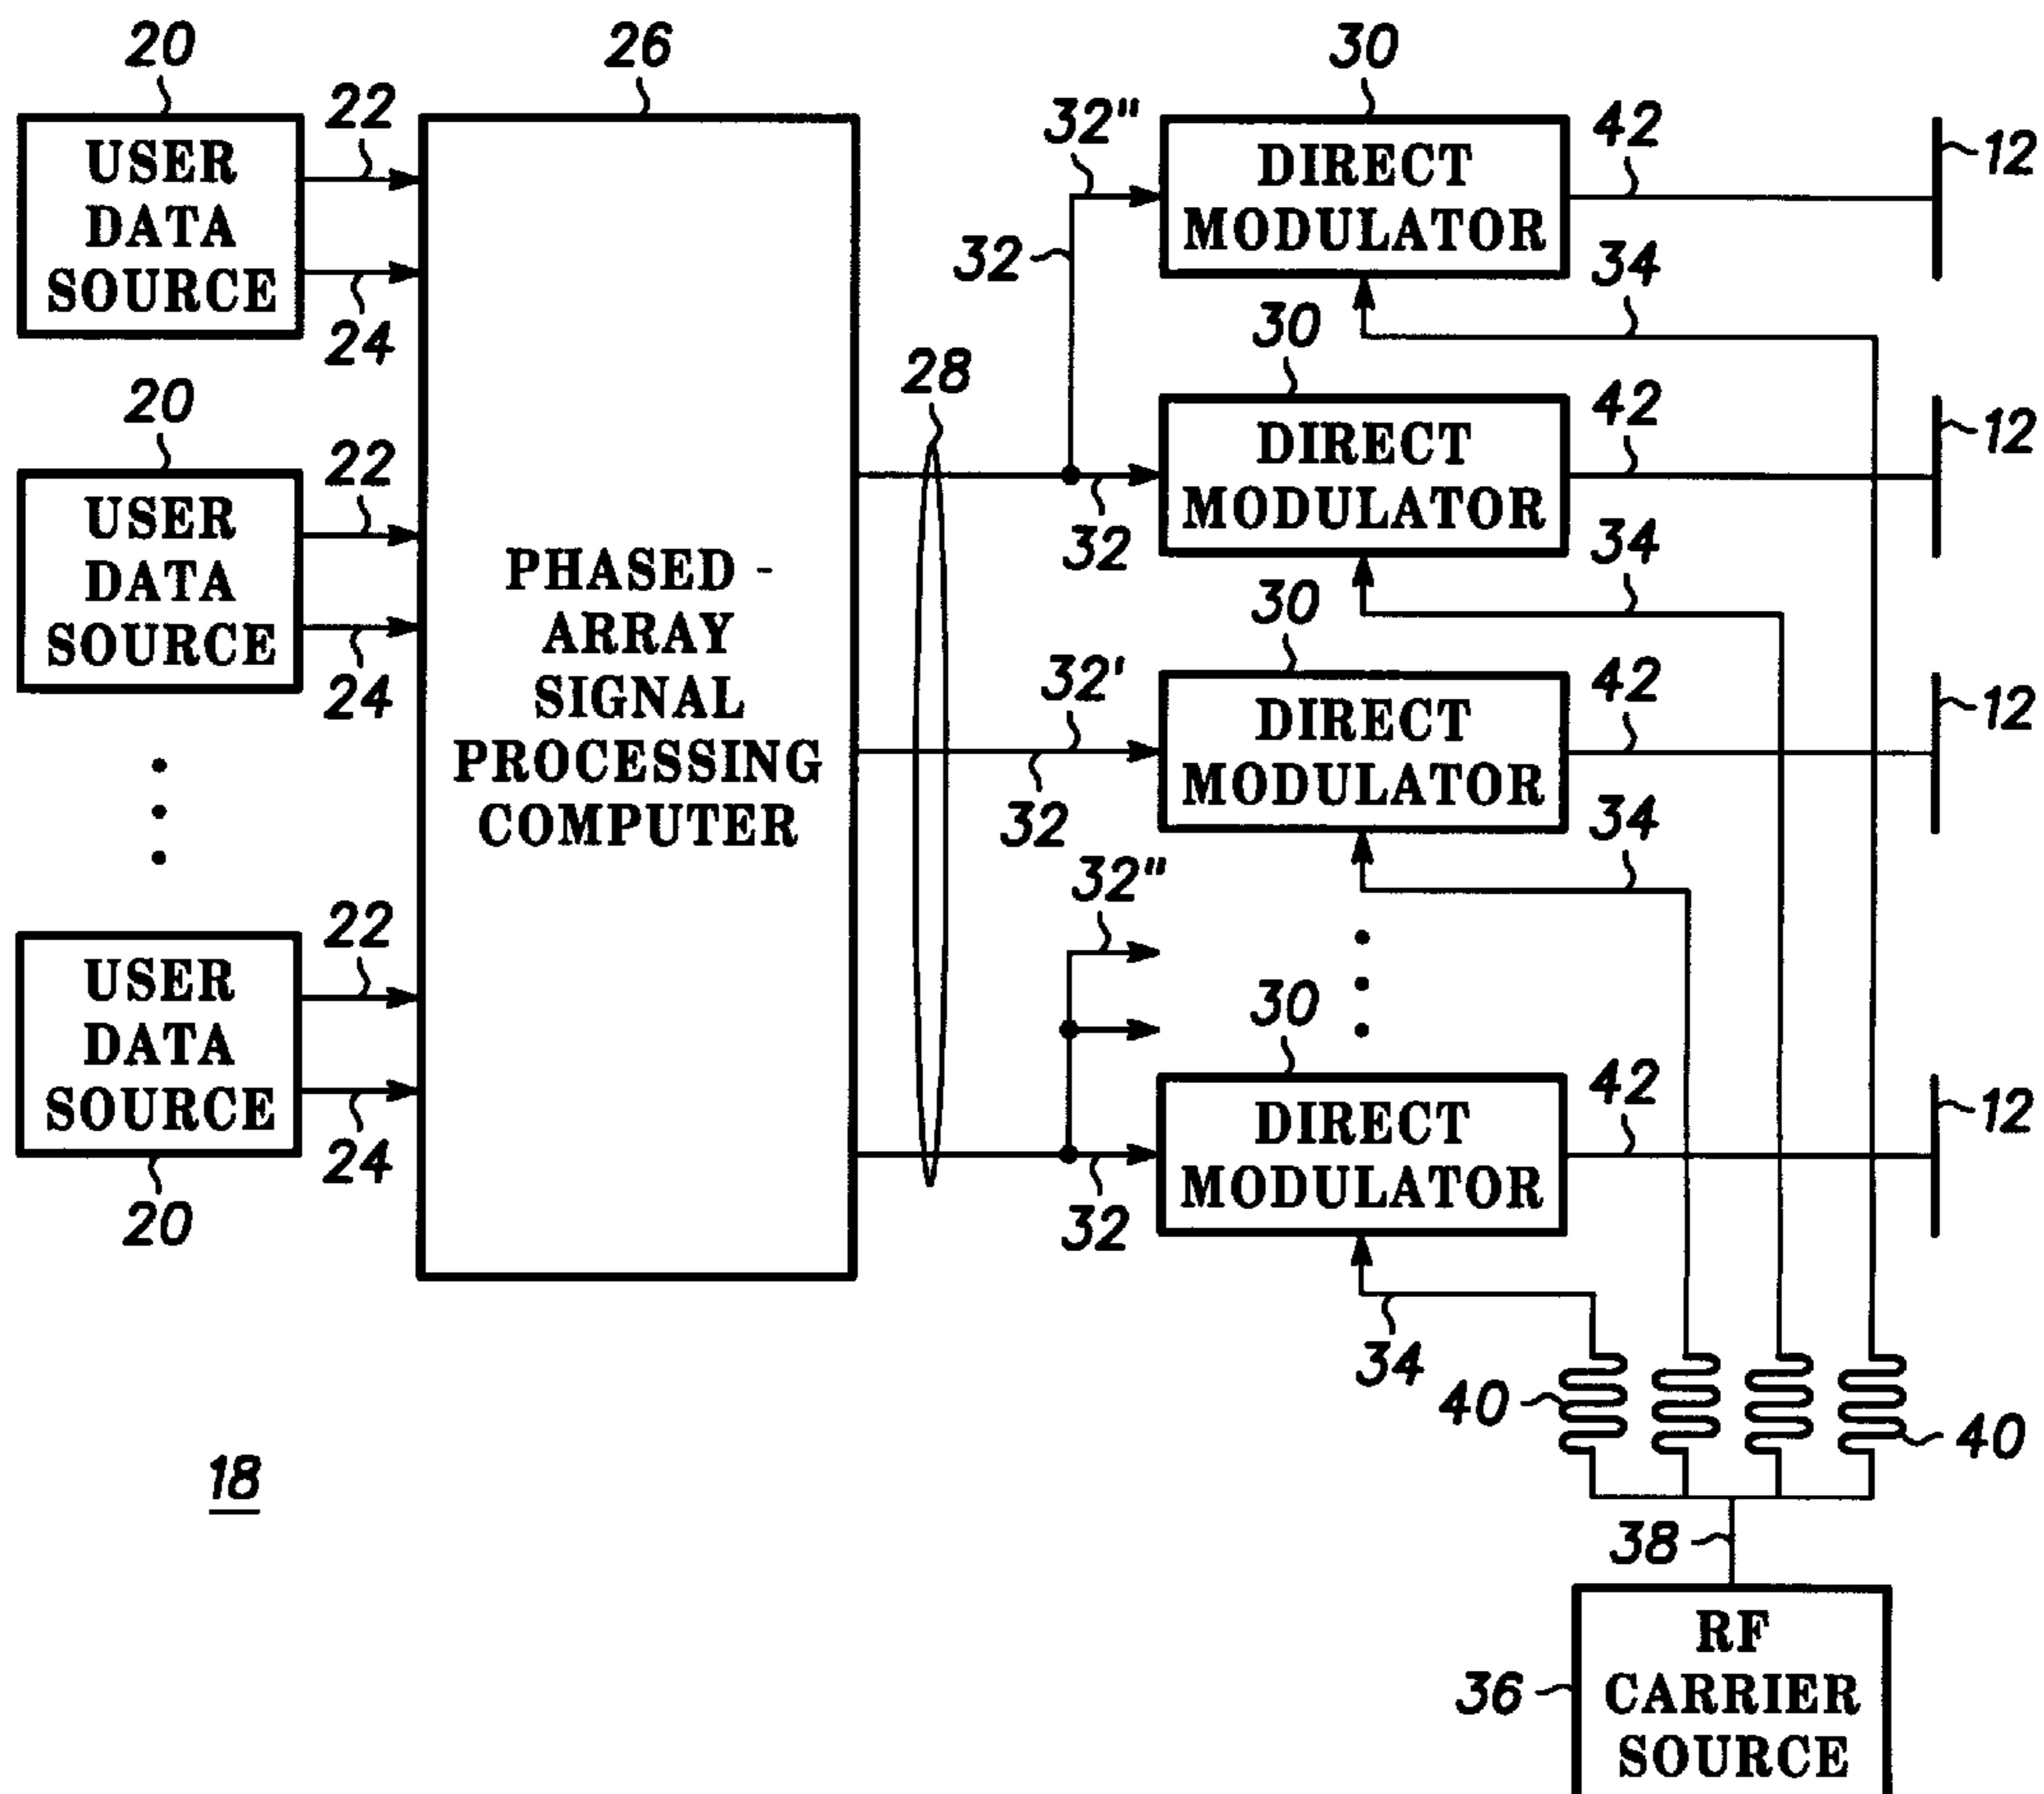 20
26
30
22
32"
42
12
USER
DATA
SOURCE
DIRECT
MODULATOR
32
34
24
30
28
20
42
12
22
DIRECT
MODULATOR
USER
DATA
SOURCE
34
32
PHASED -
ARRAY
SIGNAL
PROCESSING
COMPUTER
30
24
32'
42
12
DIRECT
MODULATOR
32
34
32"
22
USER
DATA
SOURCE
30
42
12
DIRECT
MODULATOR
24
20
32
34
40
40
18
38
36
RF
CARRIER
SOURCE